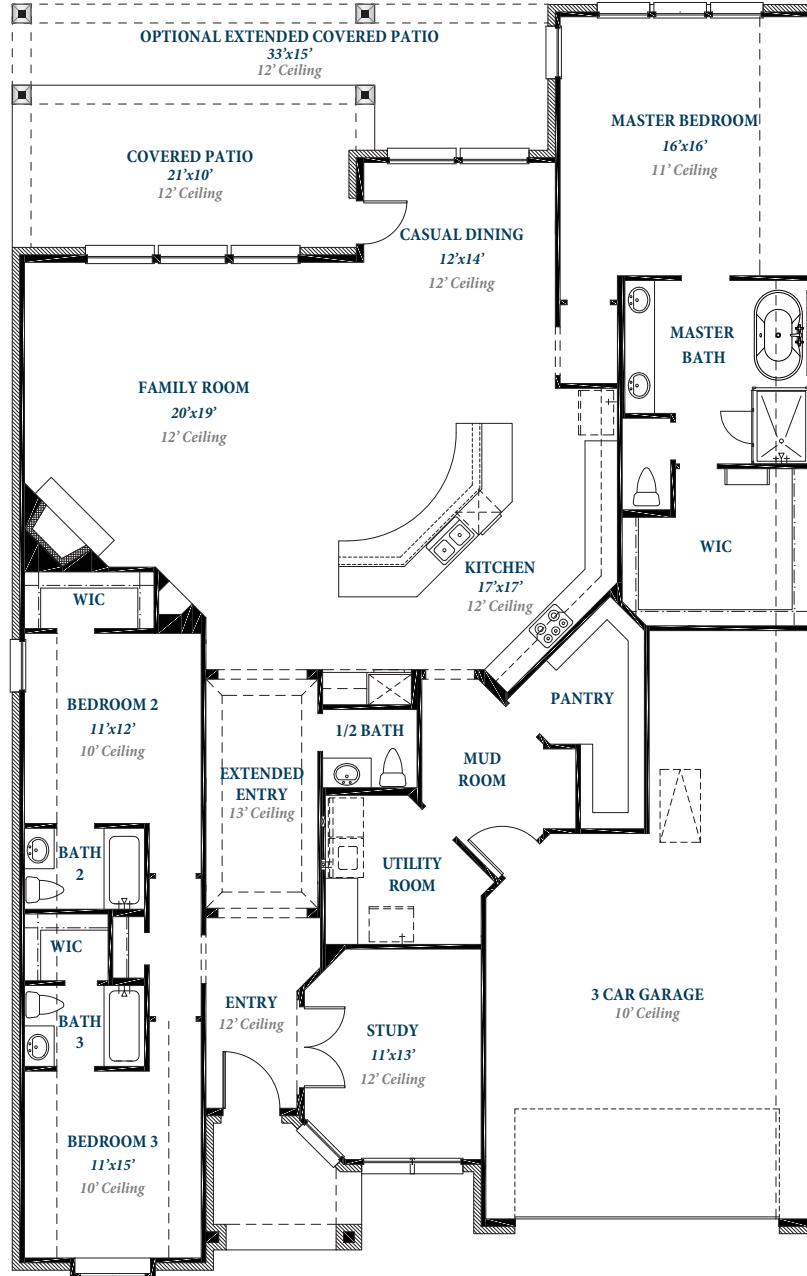 OPTIONAL EXTENDED COVERED PATIO
33'x15'
12' Ceiling
MASTER BEDROOM
16'x16'
11' Ceiling
COVERED PATIO
21'x10'
12' Ceiling
CASUAL DINING
12'x14'
12' Ceiling
MASTER
BATH
FAMILY ROOM
20'x19'
12' Ceiling
WIC
KITCHEN
17'x17'
12' Ceiling
WIC
BEDROOM 2
11'x12'
10' Ceiling
PANTRY
1/2 BATH
MUD
ROOM
EXTENDED
ENTRY
13' Ceiling
BATH
2
UTILITY
ROOM
WIC
ENTRY
12' Ceiling
3 CAR GARAGE
10' Ceiling
BATH
3
STUDY
11'x13'
12' Ceiling
BEDROOM 3
11'x15'
10' Ceiling